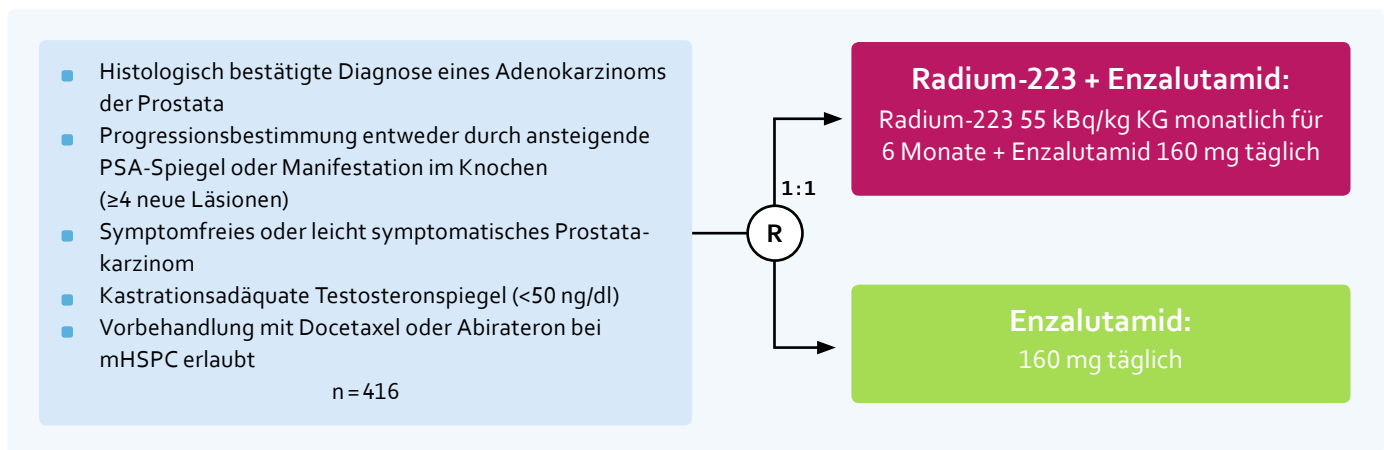 Histologisch bestätigte Diagnose eines Adenokarzinoms
der Prostata
Progressionsbestimmung entweder durch ansteigende
PSA-Spiegel oder Manifestation im Knochen
(≥4 neue Läsionen)
Symptomfreies oder leicht symptomatisches Prostata-
karzinom
Kastrationsadäquate Testosteronspiegel (<50 ng/dl)
Vorbehandlung mit Docetaxel oder Abirateron bei
mHSPC erlaubt
n = 416
1:1
R
Radium-223 + Enzalutamid:
Radium-223 55 kBq/kg KG monatlich für
6 Monate + Enzalutamid 160 mg täglich
Enzalutamid:
160 mg täglich